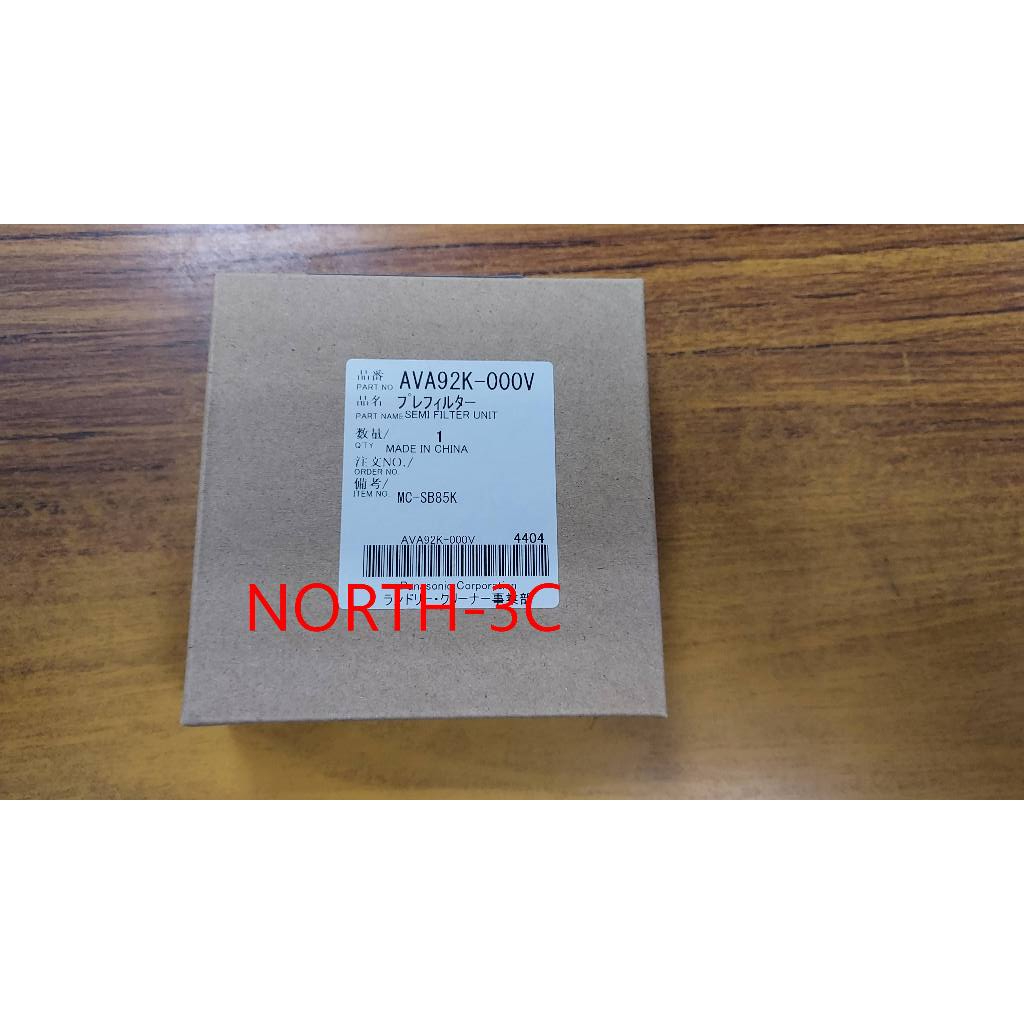 品番 AVA92K-000V
PART NO
品名 プレフィルター
PART NAME SEMI FILTER UNIT
数量/ 1
Q'TY MADE IN CHINA
注文NO./
ORDER NO.
備考/
ITEM NO. MC-SB85K
AVA92K-000V 4404
Panasonic Corporation
ランドリー・クリーナー事業部
NORTH-3C